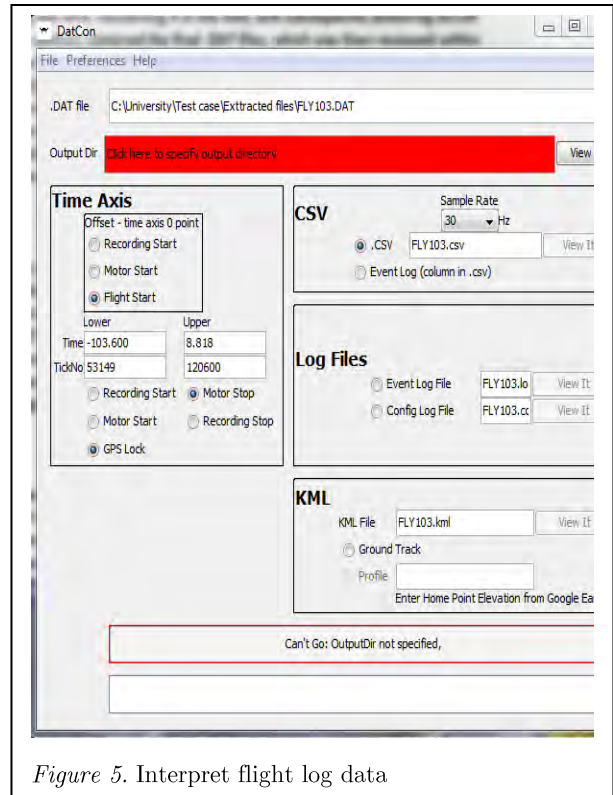 DatCon
File Preferences Help
.DAT file C:\University\Test case\Exttracted files\FLY103.DAT
Output Dir Click here to specify output directory View
Time Axis
Offset - time axis 0 point
Recording Start
Motor Start
Flight Start
Lower Upper
Time -103.600 8.818
TickNo 53149 120600
Recording Start Motor Stop
Motor Start Recording Stop
GPS Lock
CSV
Sample Rate
30 Hz
.CSV FLY103.csv View It
Event Log (column in .csv)
Log Files
Event Log File FLY103.lo View It
Config Log File FLY103.cc View It
KML
KML File FLY103.kml View It
Ground Track
Profile
Enter Home Point Elevation from Google Ea
Can't Go: OutputDir not specified,
Figure 5. Interpret flight log data